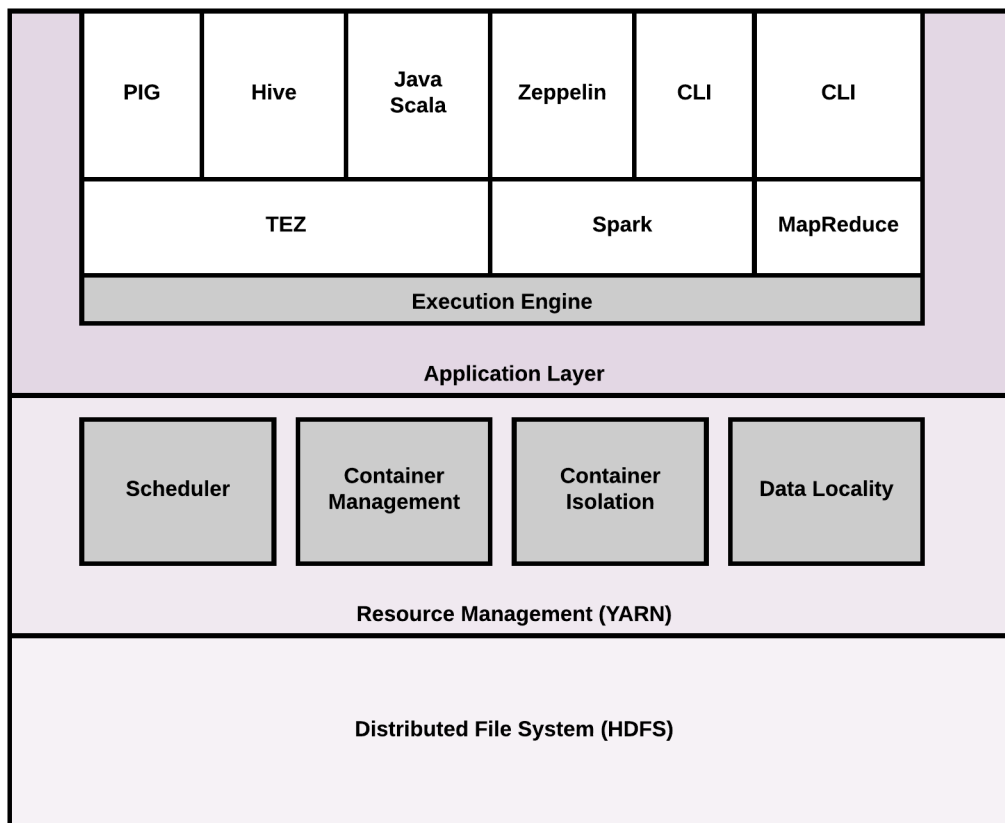 PIG
Hive
Java
Scala
Zeppelin
CLI
CLI
TEZ
Spark
MapReduce
Execution Engine
Application Layer
Scheduler
Container
Management
Container
Isolation
Data Locality
Resource Management (YARN)
Distributed File System (HDFS)